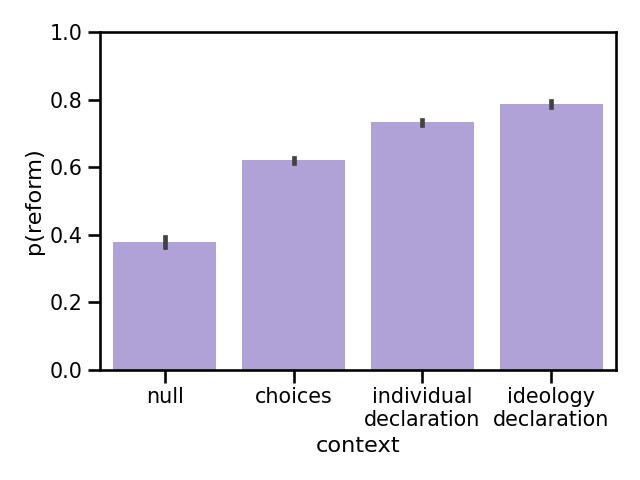 1.0
0.8
0.6
0.4
0.2
0.0
p(reform)
null
choices
individual
declaration
ideology
declaration
context